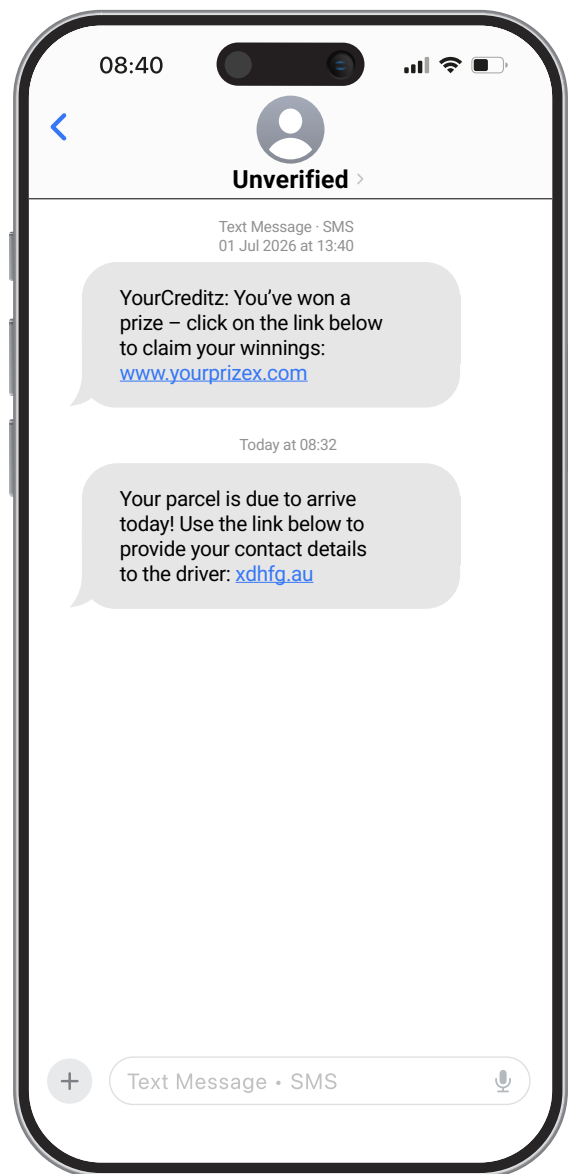 08:40
Unverified
Text Message · SMS
01 Jul 2026 at 13:40
YourCreditz: You’ve won a
prize – click on the link below
to claim your winnings:
www.yourprizex.com
Today at 08:32
Your parcel is due to arrive
today! Use the link below to
provide your contact details
to the driver: xdhfg.au
Text Message • SMS